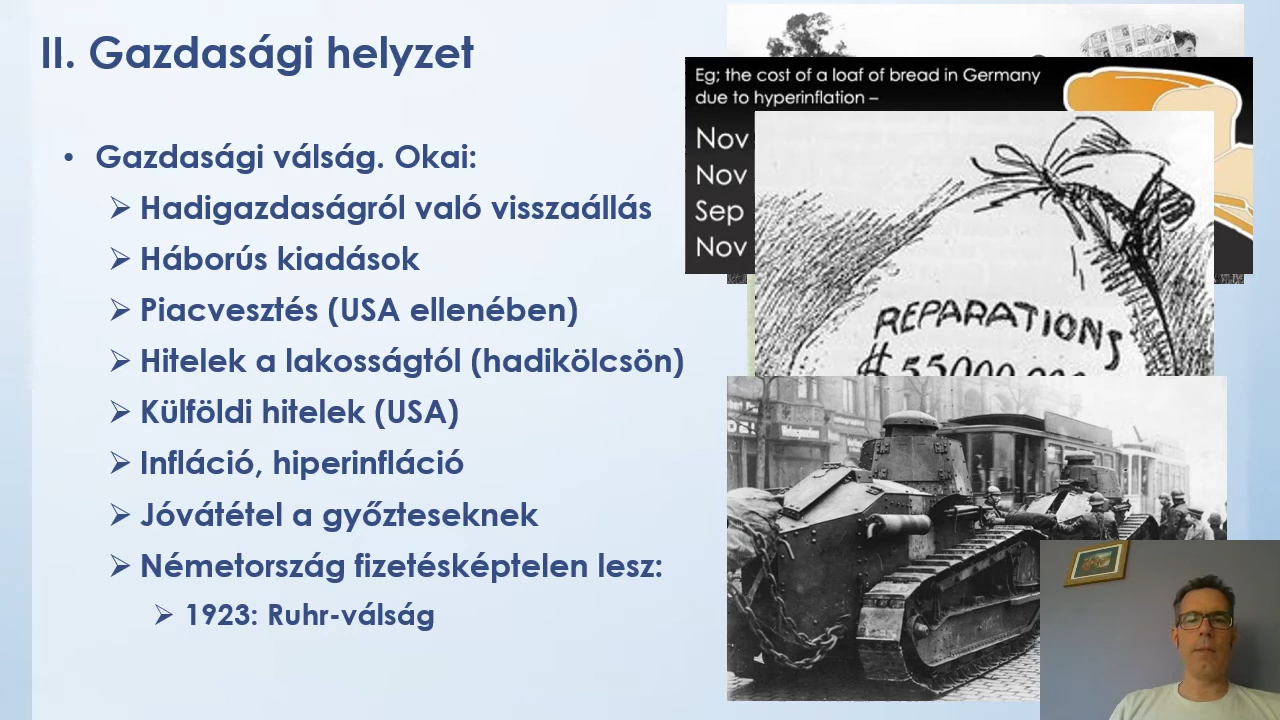 II. Gazdasági helyzet
• Gazdasági válság. Okai:
➢ Hadigazdaságról való visszaállás
➢ Háborús kiadások
➢ Piacvesztés (USA ellenében)
➢ Hitelek a lakosságtól (hadikölcsön)
➢ Külföldi hitelek (USA)
➢ Infláció, hiperinfláció
➢ Jóvátétel a győzteseknek
➢ Németország fizetésképtelen lesz:
➢ 1923: Ruhr-válság
Eg; the cost of a loaf of bread in Germany
due to hyperinflation –
Nov
Nov
Sep
Nov
REPARATIONS